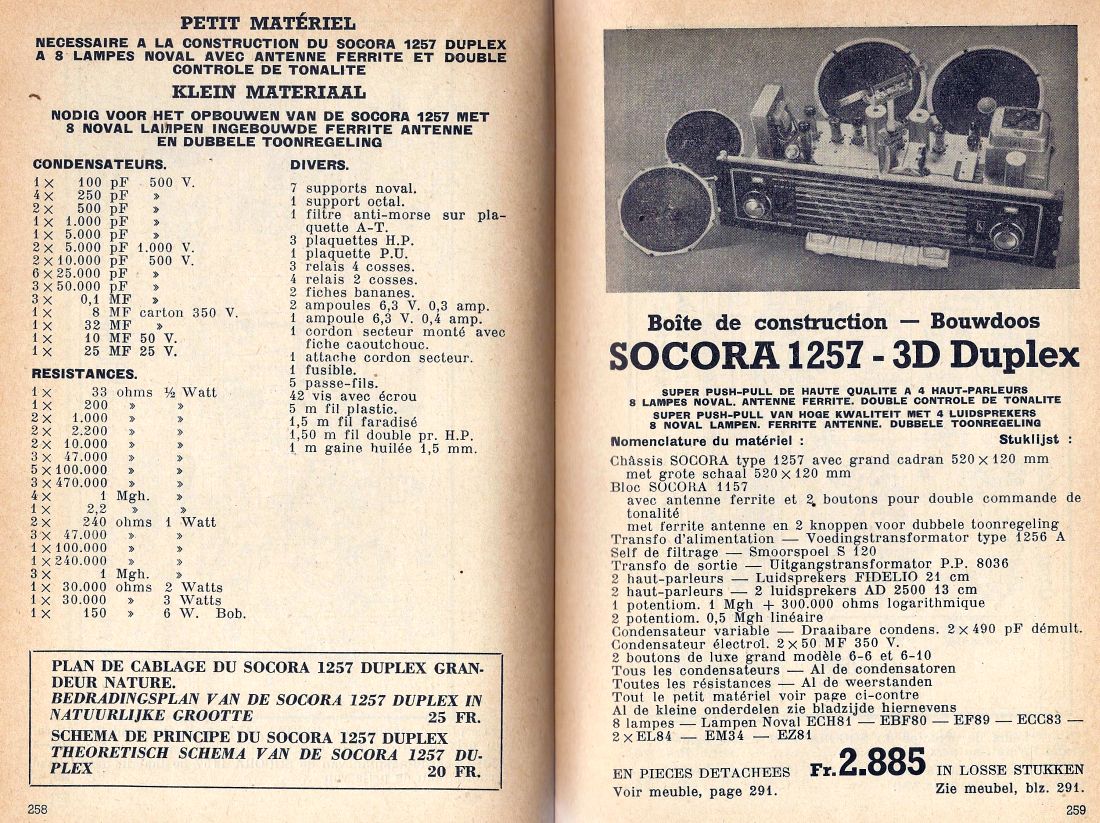 PETIT MATÉRIEL
NECESSAIRE A LA CONSTRUCTION DU SOCORA 1257 DUPLEX
A 8 LAMPES NOVAL AVEC ANTENNE FERRITE ET DOUBLE
CONTROLE DE TONALITE
KLEIN MATERIAAL
NODIG VOOR HET OPBOUWEN VAN DE SOCORA 1257 MET
8 NOVAL LAMPEN INGEBOUWDE FERRITE ANTENNE
EN DUBBELE TOONREGELING
CONDENSATEURS.
1 × 100 pF 500 V.
4 × 250 pF »
2 × 500 pF »
1 × 1.000 pF »
1 × 5.000 pF »
2 × 5.000 pF 1.000 V.
2 × 10.000 pF 500 V.
6 × 25.000 pF »
3 × 50.000 pF »
3 × 0,1 MF »
1 × 8 MF carton 350 V.
1 × 32 MF »
1 × 10 MF 50 V.
1 × 25 MF 25 V.
RESISTANCES.
1 × 33 ohms ½ Watt
1 × 200 » »
2 × 1.000 » »
2 × 2.200 » »
2 × 10.000 » »
3 × 47.000 » »
5 × 100.000 » »
3 × 470.000 » »
4 × 1 Mgh. »
1 × 2,2 » »
2 × 240 ohms 1 Watt
3 × 47.000 » »
1 × 100.000 » »
1 × 240.000 » »
3 × 1 Mgh. »
1 × 30.000 ohms 2 Watts
1 × 30.000 » 3 Watts
1 × 150 » 6 W. Bob.
DIVERS.
7 supports noval.
1 support octal.
1 filtre anti-morse sur pla-
quette A-T.
3 plaquettes H.P.
1 plaquette P.U.
3 relais 4 cosses.
4 relais 2 cosses.
2 fiches bananes.
2 ampoules 6,3 V. 0,3 amp.
1 ampoule 6,3 V. 0,4 amp.
1 cordon secteur monté avec
fiche caoutchouc.
1 attache cordon secteur.
1 fusible.
5 passe-fils.
42 vis avec écrou
5 m fil plastic.
1,5 m fil faradisé
1,50 m fil double pr. H.P.
1 m gaine huilée 1,5 mm.
PLAN DE CABLAGE DU SOCORA 1257 DUPLEX GRAN-
DEUR NATURE.
BEDRADINGSPLAN VAN DE SOCORA 1257 DUPLEX IN
NATUURLIJKE GROOTTE 25 FR.
SCHEMA DE PRINCIPE DU SOCORA 1257 DUPLEX
THEORETISCH SCHEMA VAN DE SOCORA 1257 DU-
PLEX 20 FR.
258
Boîte de construction — Bouwdoos
SOCORA 1257 - 3D Duplex
SUPER PUSH-PULL DE HAUTE QUALITE A 4 HAUT-PARLEURS
8 LAMPES NOVAL. ANTENNE FERRITE. DOUBLE CONTROLE DE TONALITE
SUPER PUSH-PULL VAN HOGE KWALITEIT MET 4 LUIDSPREKERS
8 NOVAL LAMPEN. FERRITE ANTENNE. DUBBELE TOONREGELING
Nomenclature du matériel : Stuklijst :
Châssis SOCORA type 1257 avec grand cadran 520 × 120 mm
met grote schaal 520 × 120 mm
Bloc SOCORA 1157
avec antenne ferrite et 2 boutons pour double commande de
tonalité
met ferrite antenne en 2 knoppen voor dubbele toonregeling
Transfo d'alimentation — Voedingstransformator type 1256 A
Self de filtrage — Smoorspoel S 120
Transfo de sortie — Uitgangtransformator P.P. 8036
2 haut-parleurs — Luidsprekers FIDELIO 21 cm
2 haut-parleurs — 2 luidsprekers AD 2500 13 cm
1 potentiom. 1 Mgh + 300.000 ohms logarithmique
2 potentiom. 0,5 Mgh linéaire
Condensateur variable — Draaibare condens. 2 × 490 pF démult.
Condensateur électrol. 2 × 50 MF 350 V.
2 boutons de luxe grand modèle 6-6 et 6-10
Tous les condensateurs — Al de condensatoren
Toutes les résistances — Al de weerstanden
Tout le petit matériel voir page ci-contre
Al de kleine onderdelen zie bladzijde hiernevens
8 lampes — Lampen Noval ECH81 — EBF80 — EF89 — ECC83 —
2 × EL84 — EM34 — EZ81
EN PIECES DETACHEES Fr. 2.885 IN LOSSE STUKKEN
Voir meuble, page 291. Zie meubel, blz. 291.
259